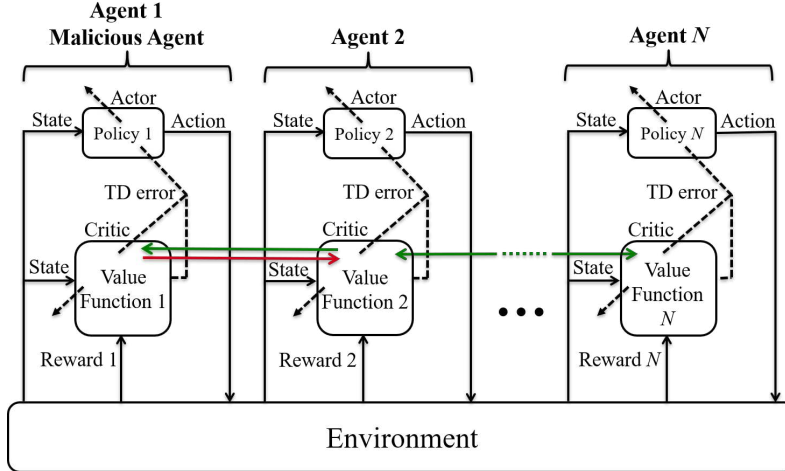 Agent 1
Malicious Agent
Agent 2
Agent N
Actor
Actor
Actor
State
Policy 1
Action
State
Policy 2
Action
State
Policy N
Action
TD error
TD error
TD error
Critic
Critic
Critic
State
Value
Function 1
State
Value
Function 2
State
Value
Function
N
Reward 1
Reward 2
Reward N
Environment